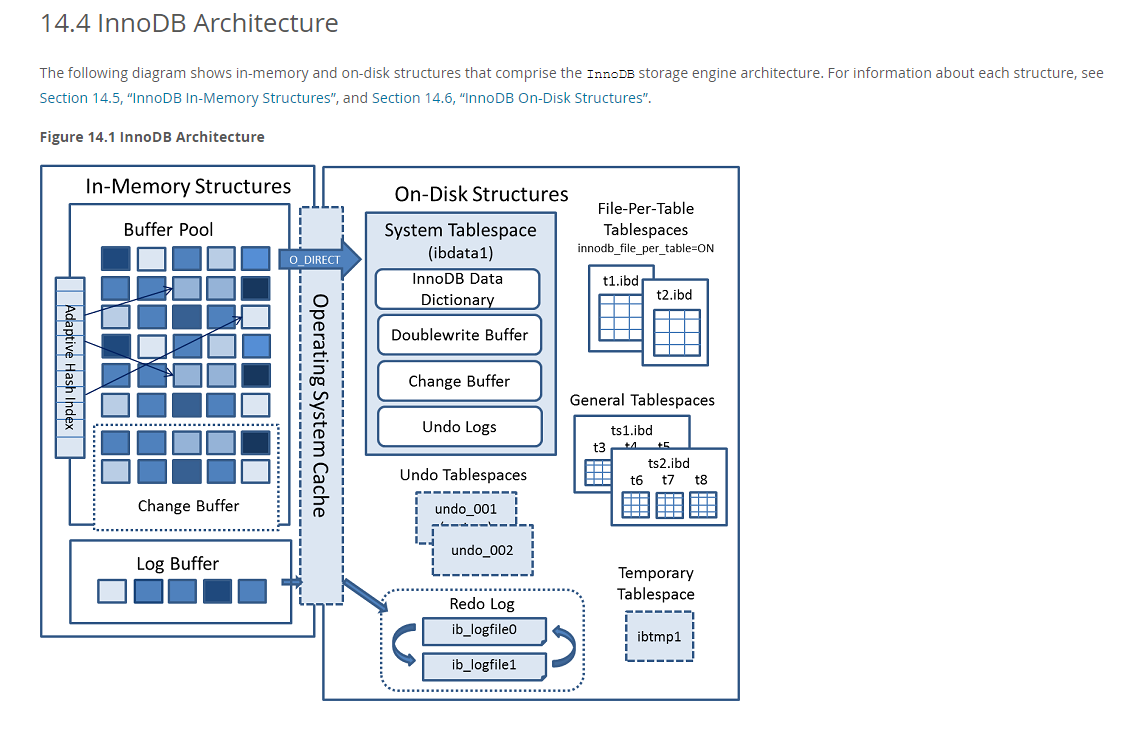 14.4 InnoDB Architecture
The following diagram shows in-memory and on-disk structures that comprise the InnoDB storage engine architecture. For information about each structure, see
Section 14.5, “InnoDB In-Memory Structures”, and Section 14.6, “InnoDB On-Disk Structures”.
Figure 14.1 InnoDB Architecture
In-Memory Structures
Buffer Pool
Adaptive Hash Index
Change Buffer
Log Buffer
O_DIRECT
Operating System Cache
On-Disk Structures
System Tablespace
(ibdata1)
InnoDB Data
Dictionary
Doublewrite Buffer
Change Buffer
Undo Logs
Undo Tablespaces
undo_001
undo_002
Redo Log
ib_logfile0
ib_logfile1
File-Per-Table
Tablespaces
innodb_file_per_table=ON
t1.ibd
t2.ibd
General Tablespaces
ts1.ibd
t3 t4 t5
ts2.ibd
t6 t7 t8
Temporary
Tablespace
ibtmp1